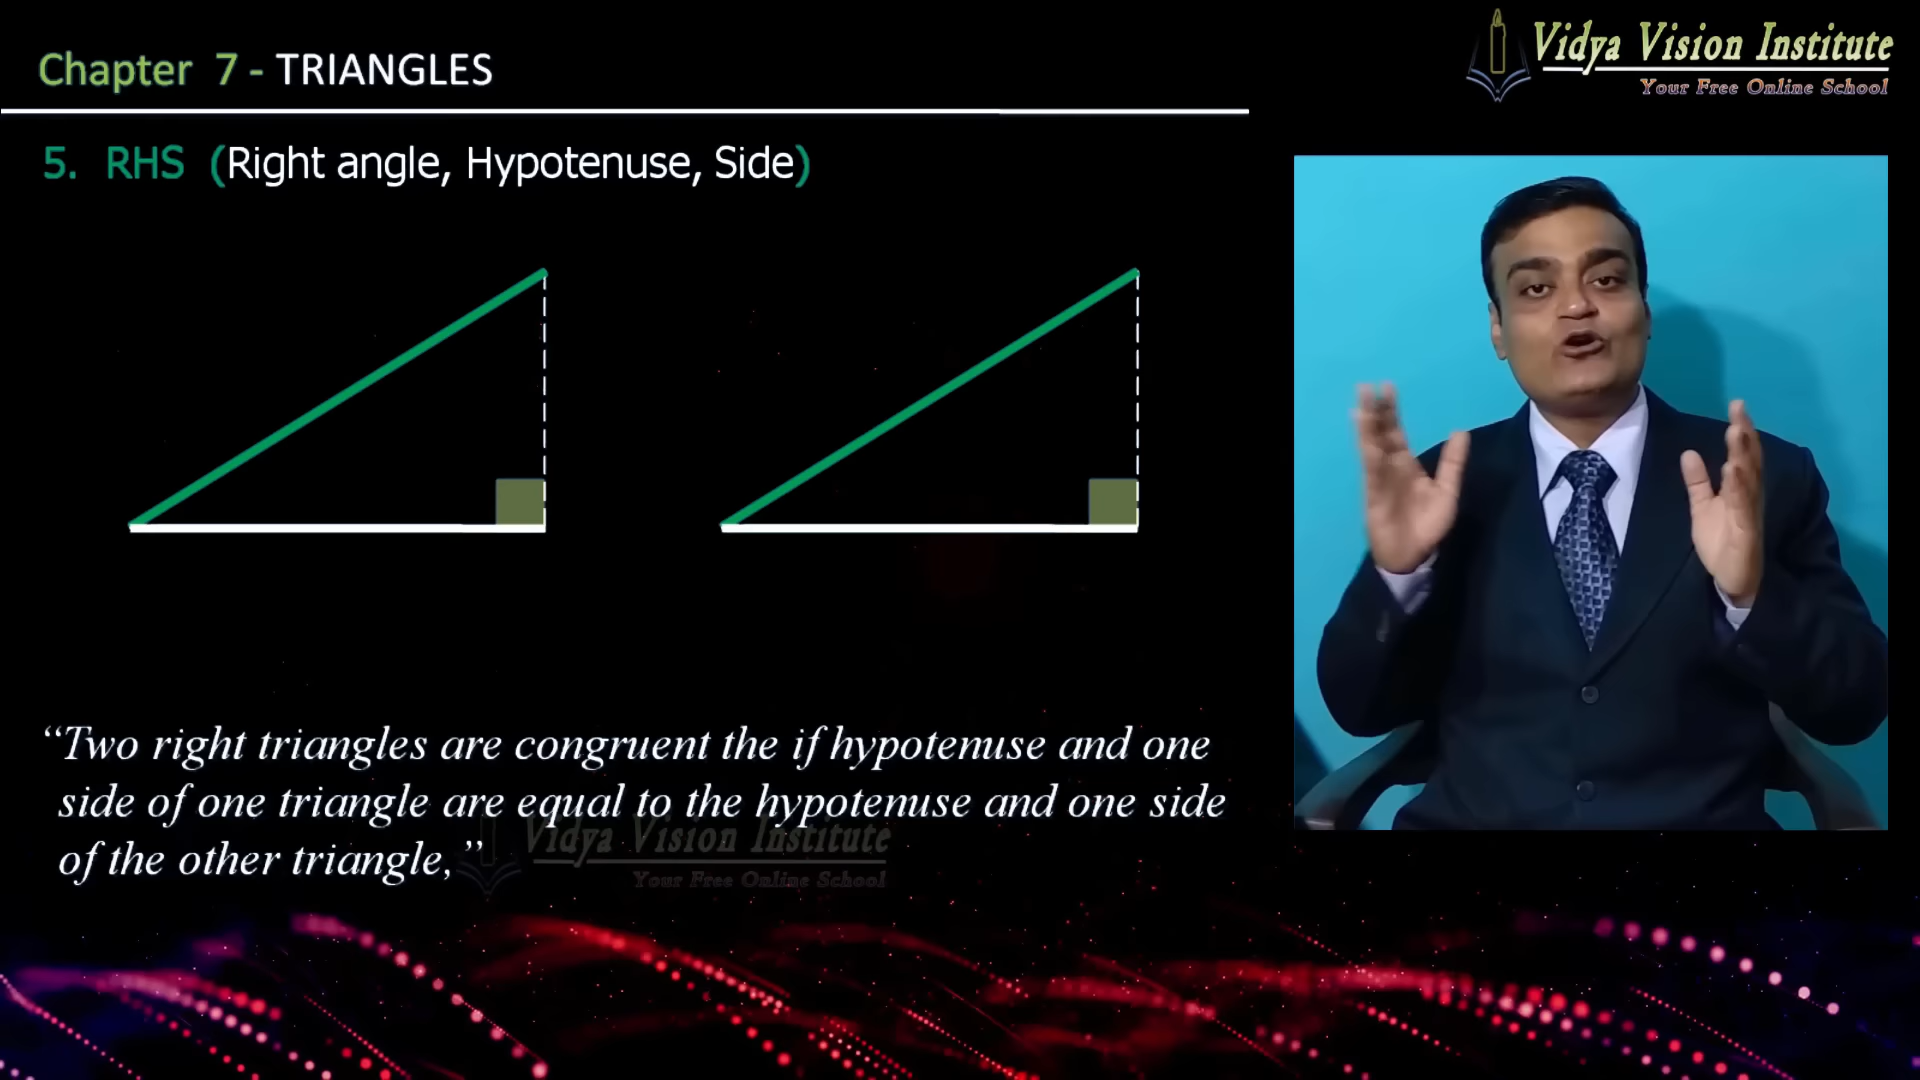 Chapter 7 - TRIANGLES
Vidya Vision Institute
Your Free Online School
5. RHS (Right angle, Hypotenuse, Side)
“Two right triangles are congruent the if hypotenuse and one
side of one triangle are equal to the hypotenuse and one side
of the other triangle, ”
Vidya Vision Institute
Your Free Online School